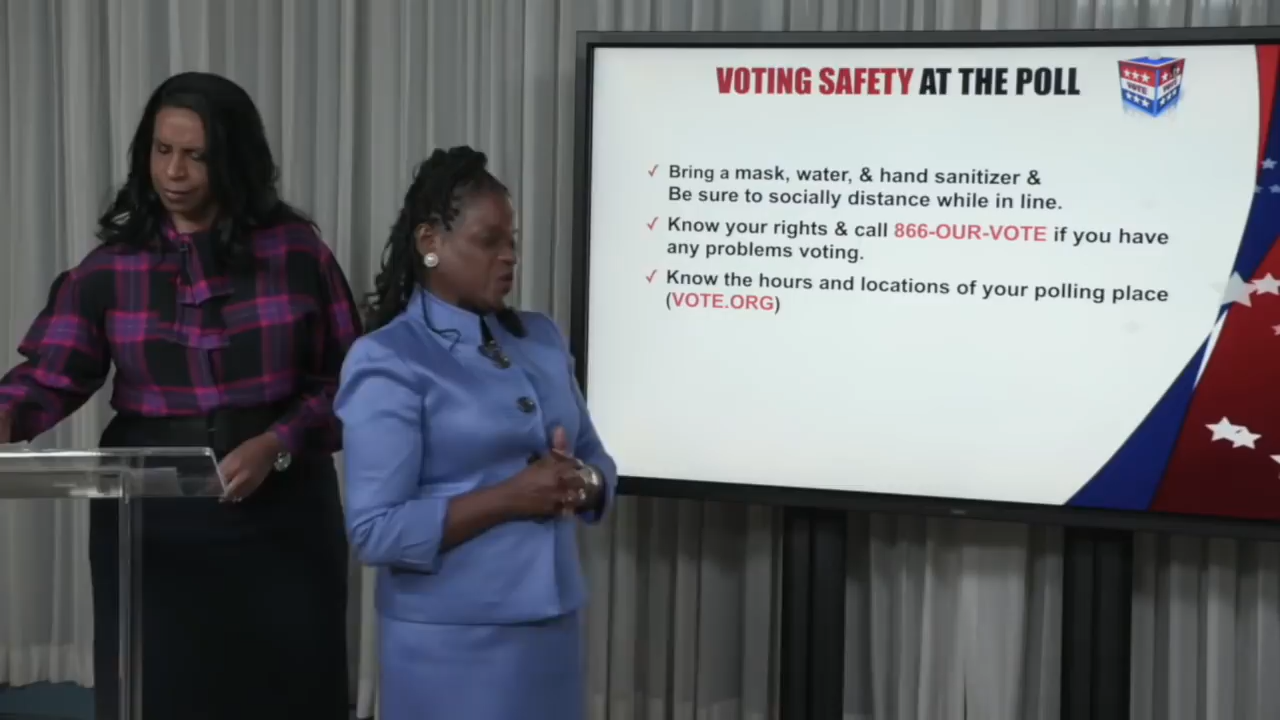 VOTING SAFETY AT THE POLL
VOTE
✓ Bring a mask, water, & hand sanitizer &
Be sure to socially distance while in line.
✓ Know your rights & call 866-OUR-VOTE if you have
any problems voting.
✓ Know the hours and locations of your polling place
(VOTE.ORG)